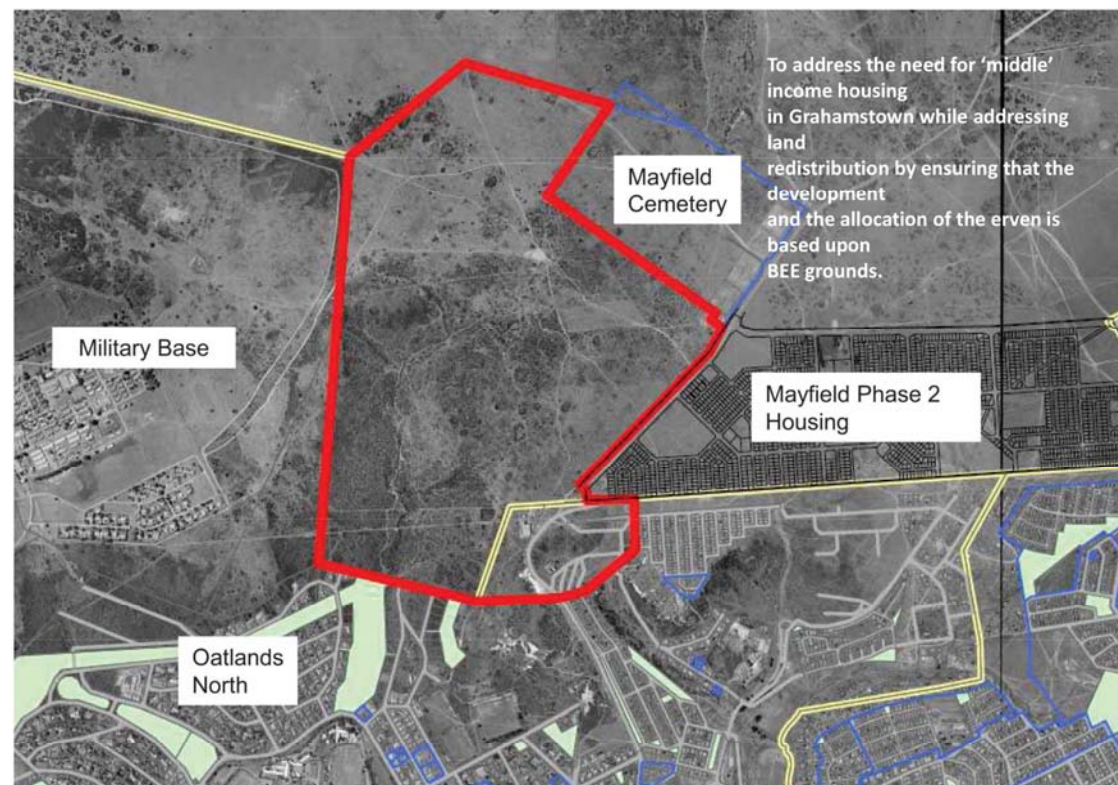 To address the need for ‘middle’
income housing
in Grahamstown while addressing
land
redistribution by ensuring that the
development
and the allocation of the erven is
based upon
BEE grounds.
Mayfield
Cemetery
Military Base
Mayfield Phase 2
Housing
Oatlands
North